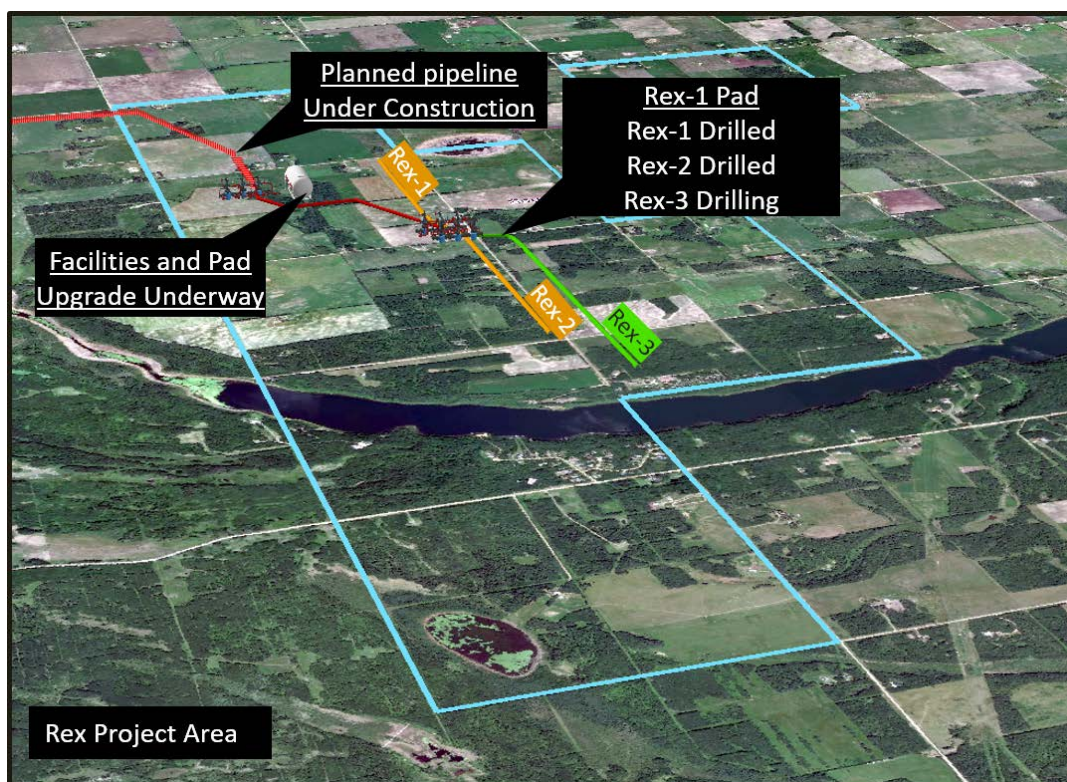 Planned pipeline
Under Construction
Rex-1 Pad
Rex-1 Drilled
Rex-2 Drilled
Rex-3 Drilling
Rex-1
Facilities and Pad
Upgrade Underway
Rex-2
Rex-3
Rex Project Area